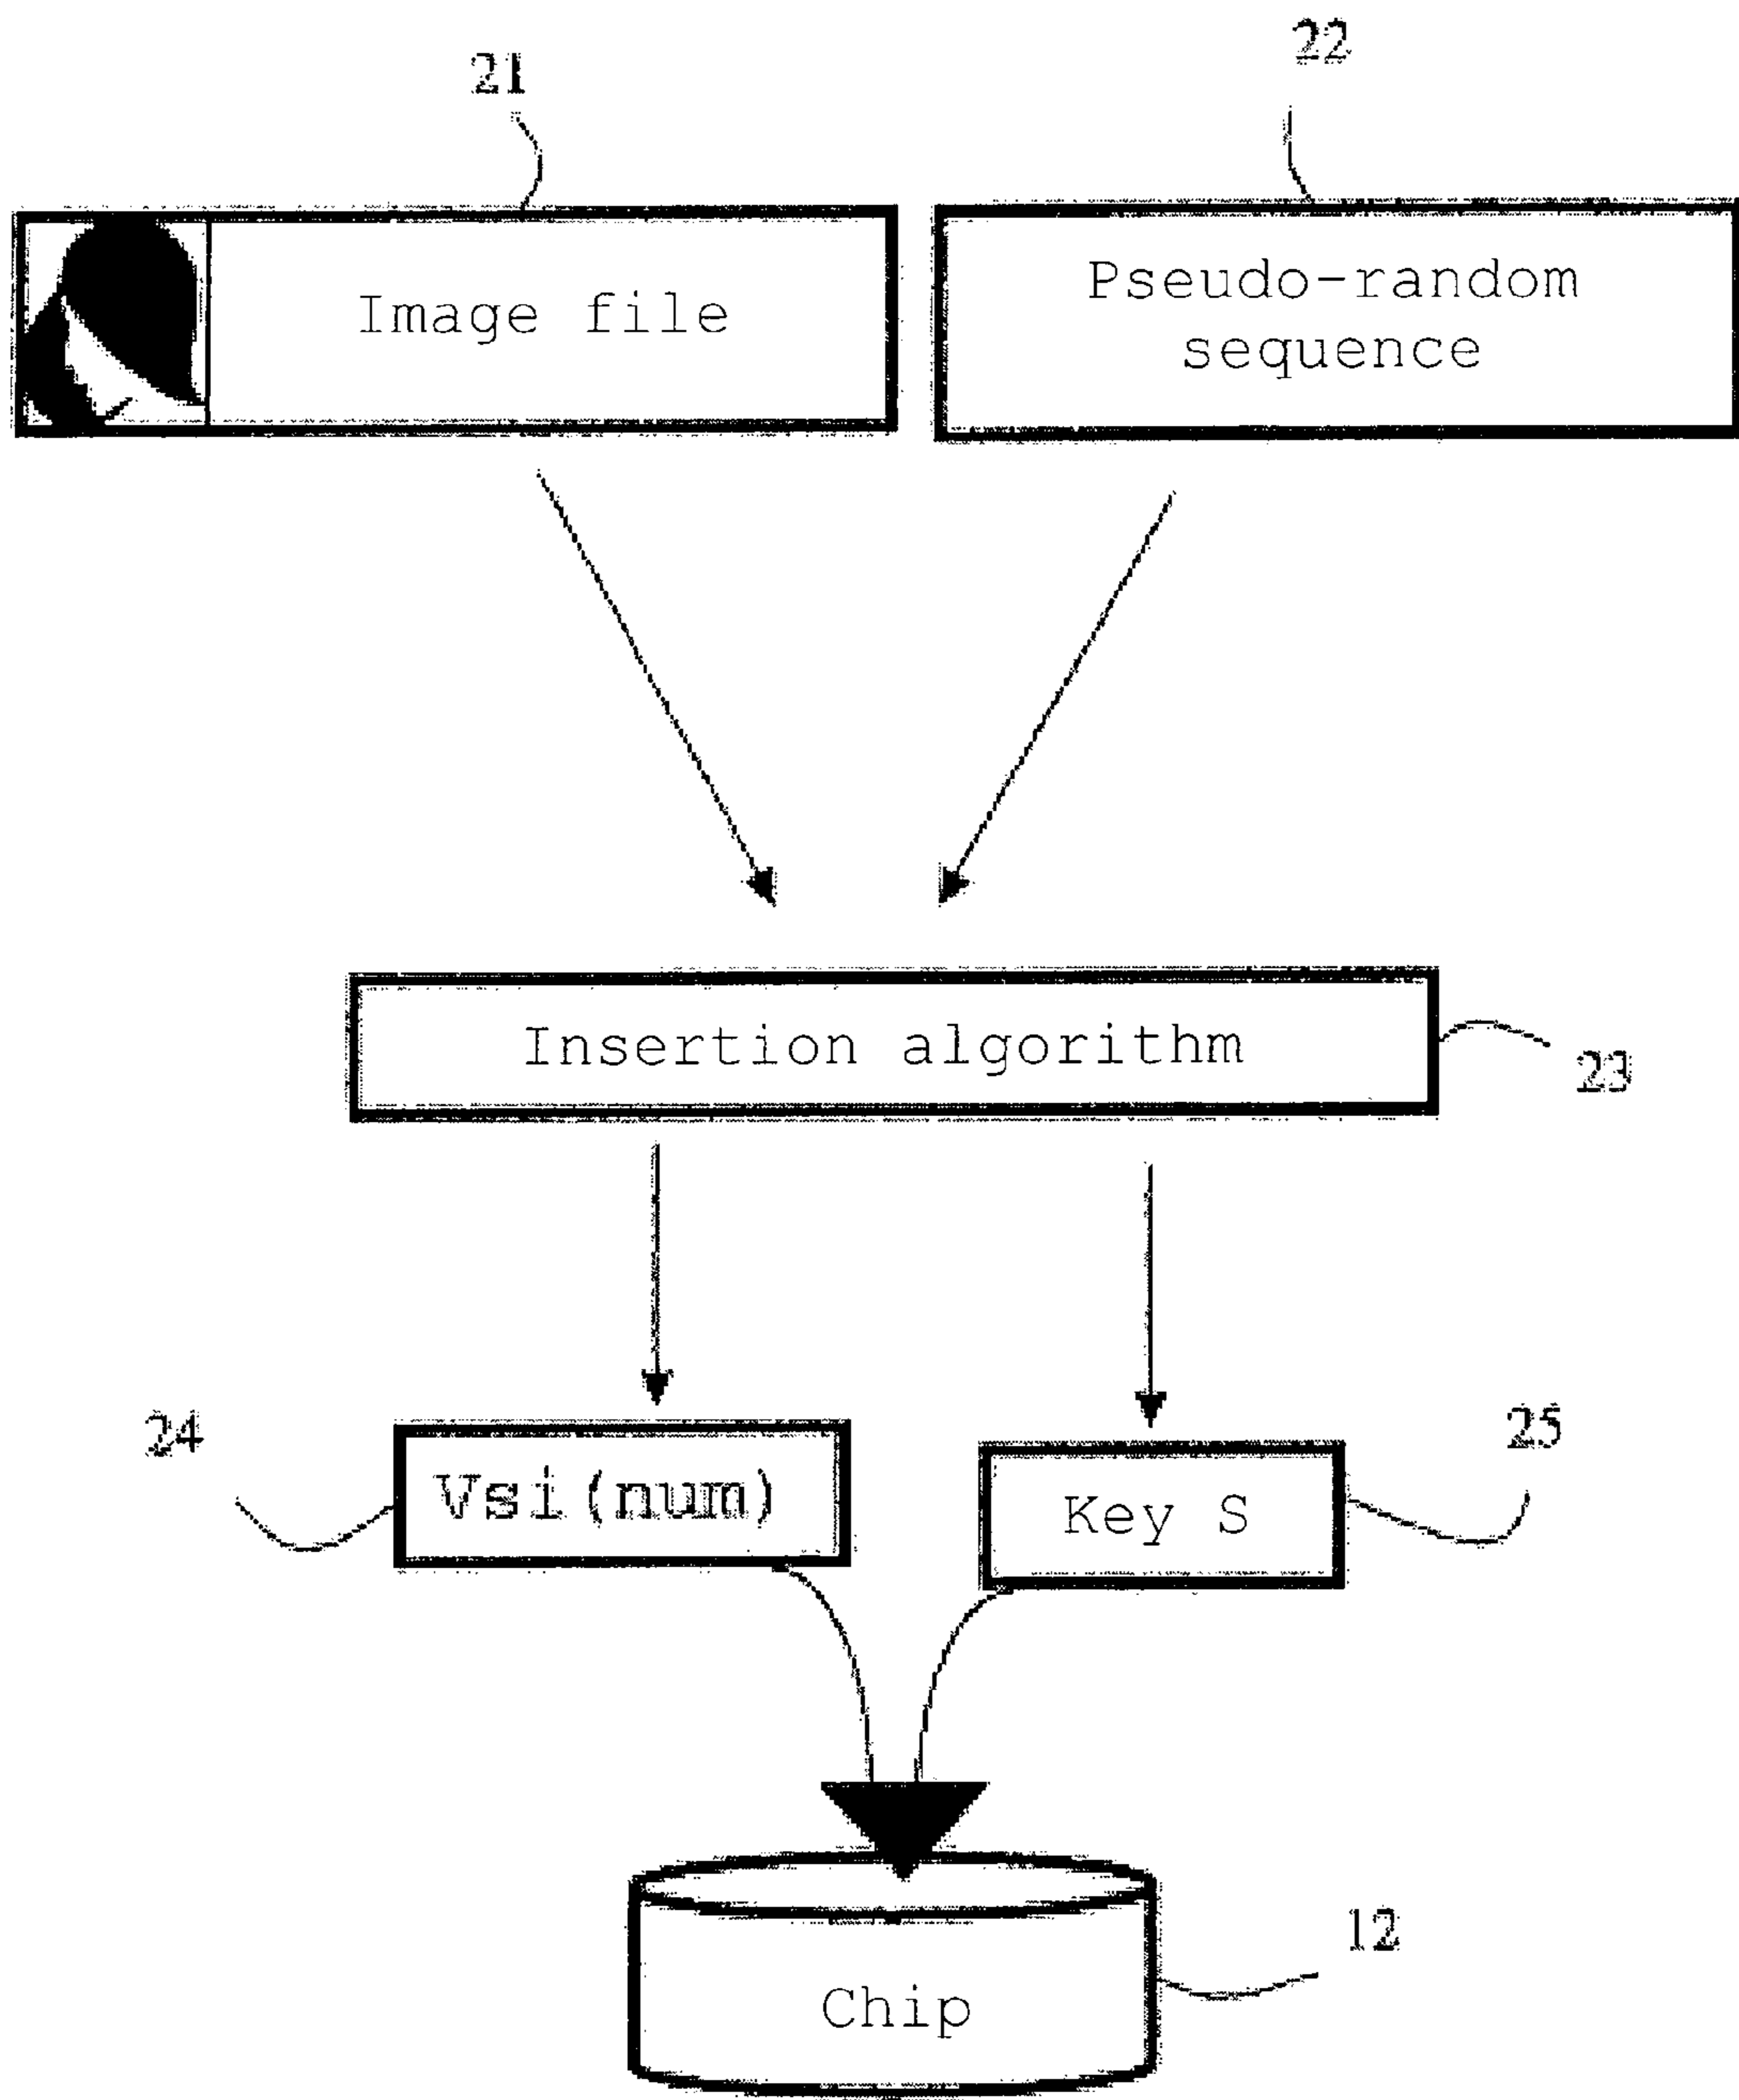 21
22
Image file
Pseudo-random
sequence
Insertion algorithm
23
24
Vsi(num)
Key S
25
Chip
12